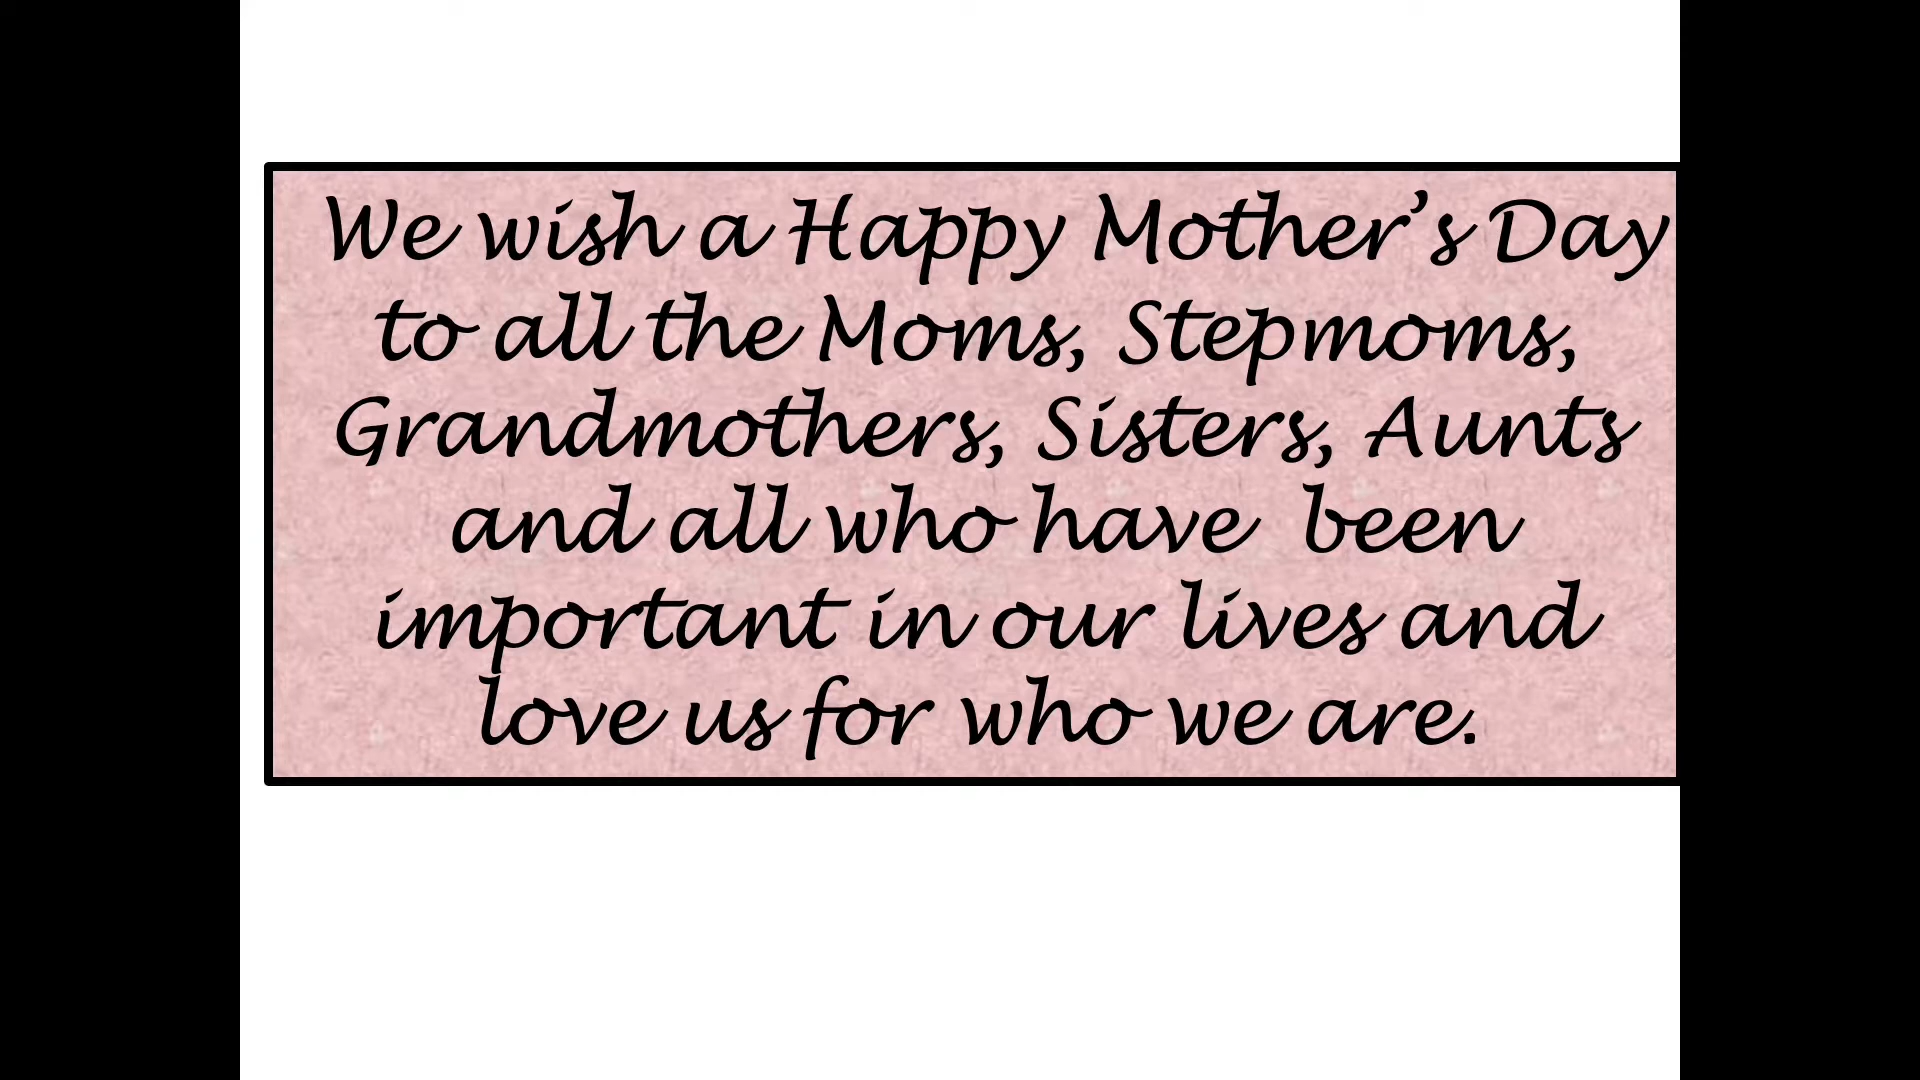 We wish a Happy Mother’s Day
to all the Moms, Stepmoms,
Grandmothers, Sisters, Aunts
and all who have  been
important in our lives and
love us for who we are.